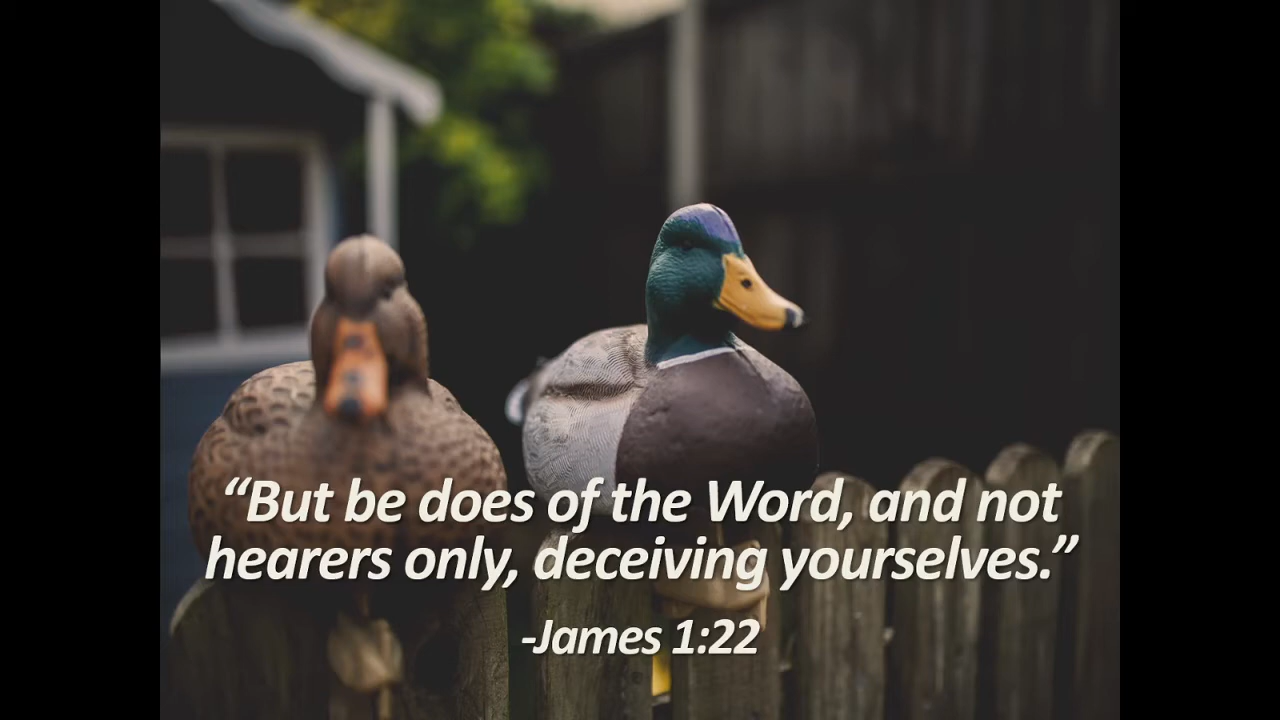 “But be does of the Word, and not
hearers only, deceiving yourselves.”
-James 1:22